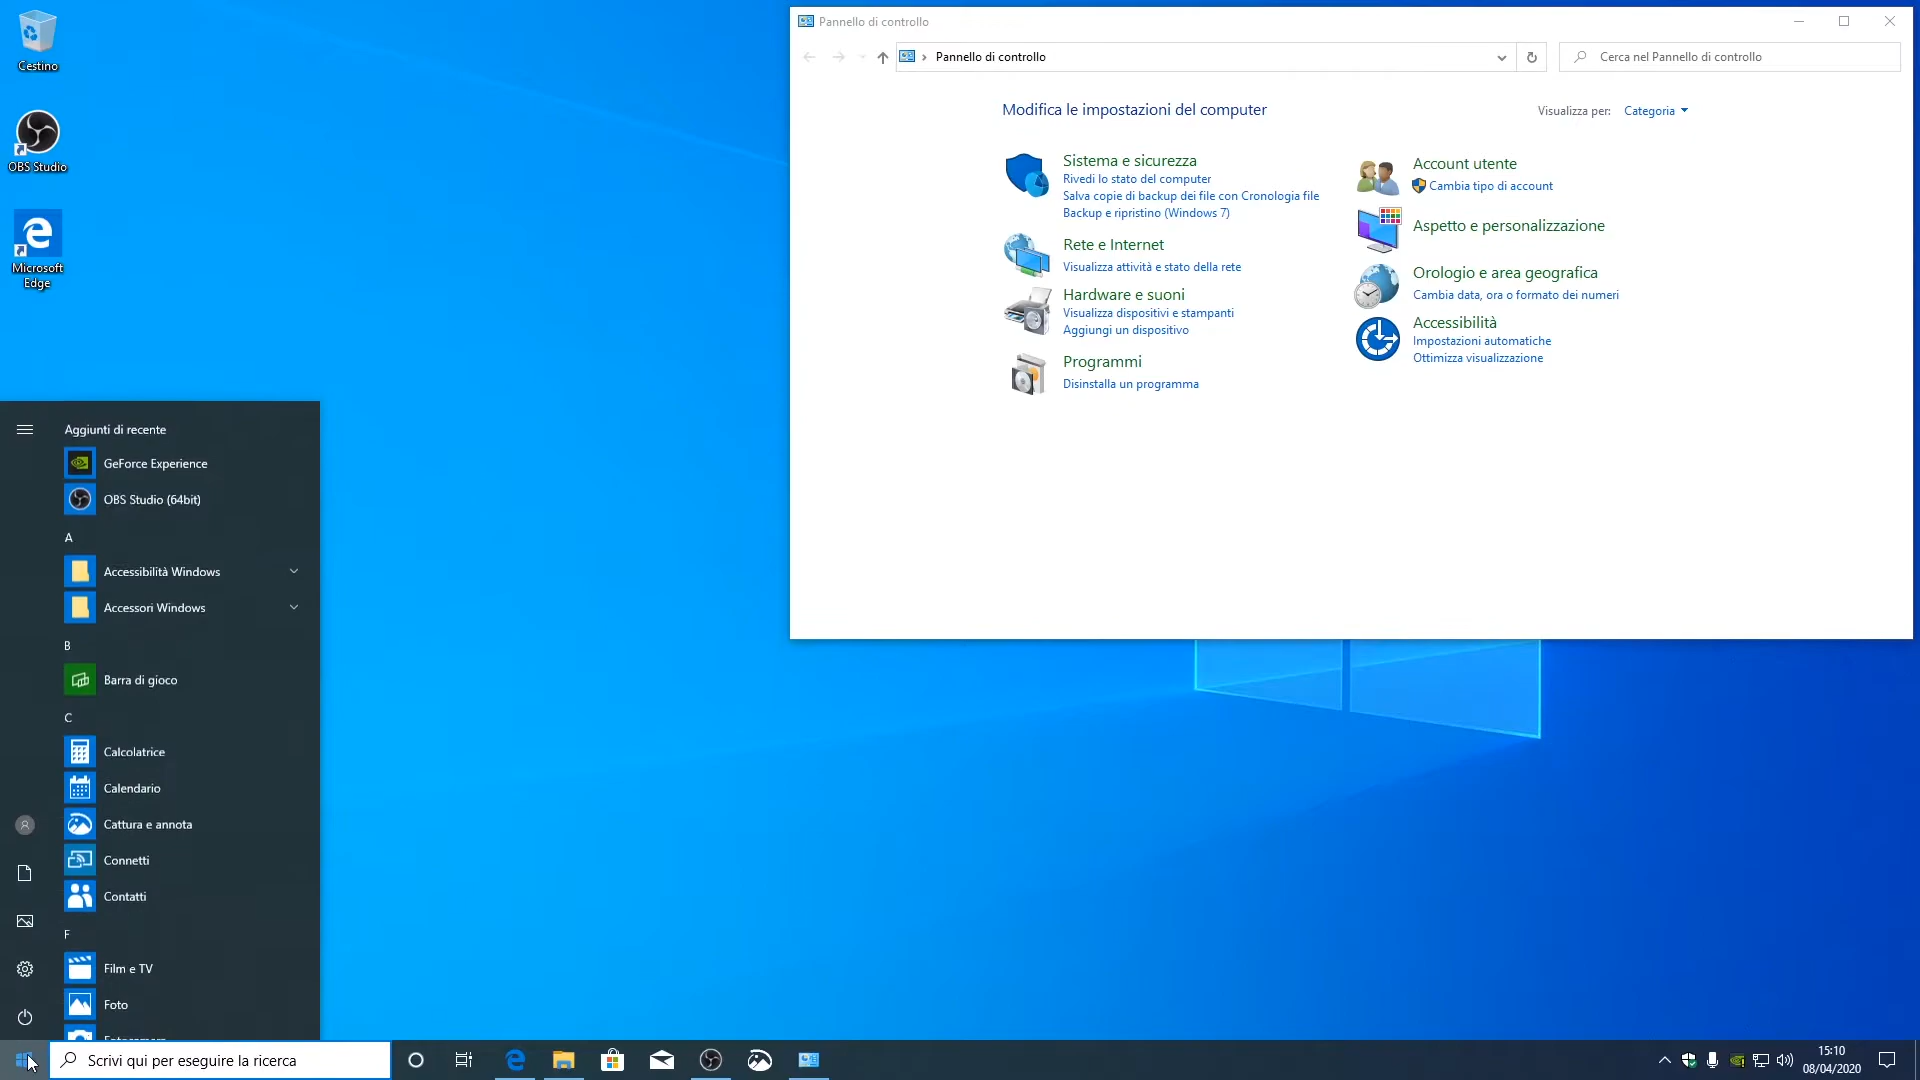 Cestino
OBS Studio
Microsoft
Edge
Pannello di controllo
Pannello di controllo
Cerca nel Pannello di controllo
Modifica le impostazioni del computer
Visualizza per: Categoria
Sistema e sicurezza
Rivedi lo stato del computer
Salva copie di backup dei file con Cronologia file
Backup e ripristino (Windows 7)
Rete e Internet
Visualizza attività e stato della rete
Hardware e suoni
Visualizza dispositivi e stampanti
Aggiungi un dispositivo
Programmi
Disinstalla un programma
Account utente
Cambia tipo di account
Aspetto e personalizzazione
Orologio e area geografica
Cambia data, ora o formato dei numeri
Accessibilità
Impostazioni automatiche
Ottimizza visualizzazione
Aggiunti di recente
GeForce Experience
OBS Studio (64bit)
A
Accessibilità Windows
Accessori Windows
B
Barra di gioco
C
Calcolatrice
Calendario
Cattura e annota
Connetti
Contatti
F
Film e TV
Foto
Scrivi qui per eseguire la ricerca
15:10
08/04/2020